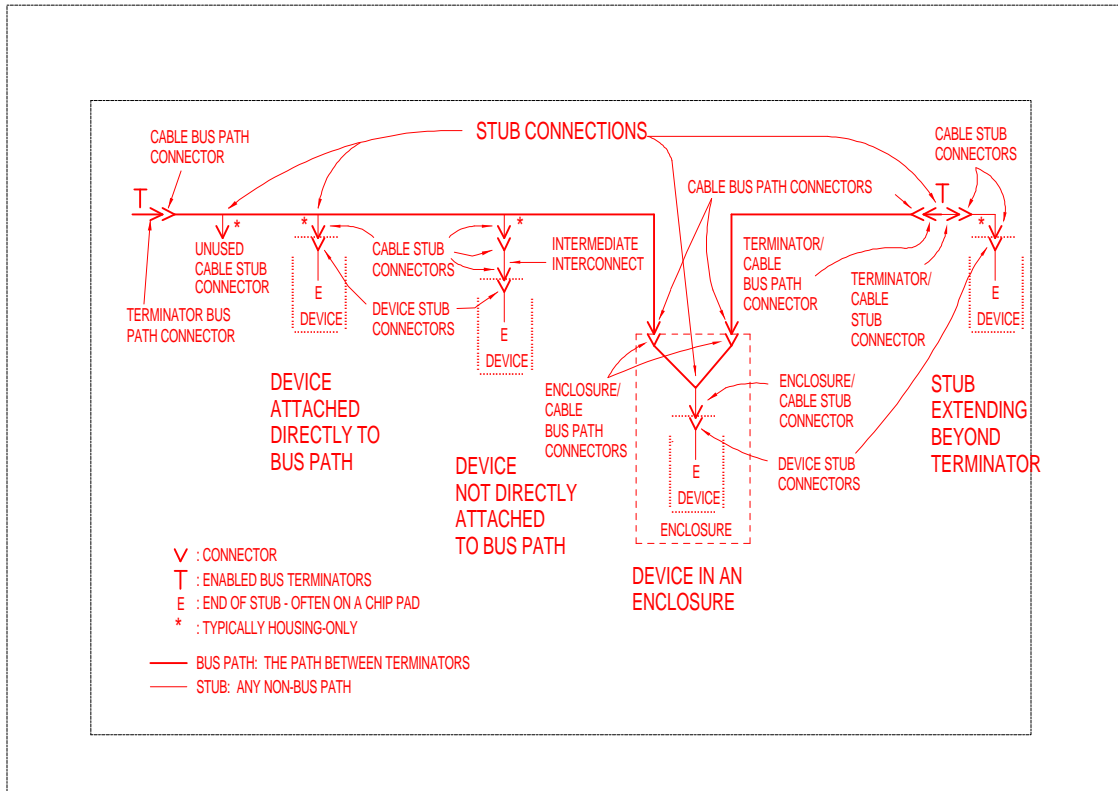 STUB CONNECTIONS
CABLE BUS PATH
CONNECTOR
CABLE STUB
CONNECTORS
T
T
CABLE BUS PATH CONNECTORS
*
*
*
*
UNUSED
CABLE STUB
CONNECTOR
CABLE STUB
CONNECTORS
INTERMEDIATE
INTERCONNECT
TERMINATOR/
CABLE
BUS PATH
CONNECTOR
TERMINATOR/
CABLE
STUB
CONNECTOR
TERMINATOR BUS
PATH CONNECTOR
E
DEVICE
DEVICE STUB
CONNECTORS
E
DEVICE
E
DEVICE
DEVICE
ATTACHED
DIRECTLY TO
BUS PATH
DEVICE
NOT DIRECTLY
ATTACHED
TO BUS PATH
ENCLOSURE/
CABLE
BUS PATH
CONNECTORS
ENCLOSURE/
CABLE STUB
CONNECTOR
DEVICE STUB
CONNECTORS
STUB
EXTENDING
BEYOND
TERMINATOR
E
DEVICE
ENCLOSURE
DEVICE IN AN
ENCLOSURE
: CONNECTOR
T : ENABLED BUS TERMINATORS
E : END OF STUB - OFTEN ON A CHIP PAD
* : TYPICALLY HOUSING-ONLY
BUS PATH: THE PATH BETWEEN TERMINATORS
STUB: ANY NON-BUS PATH